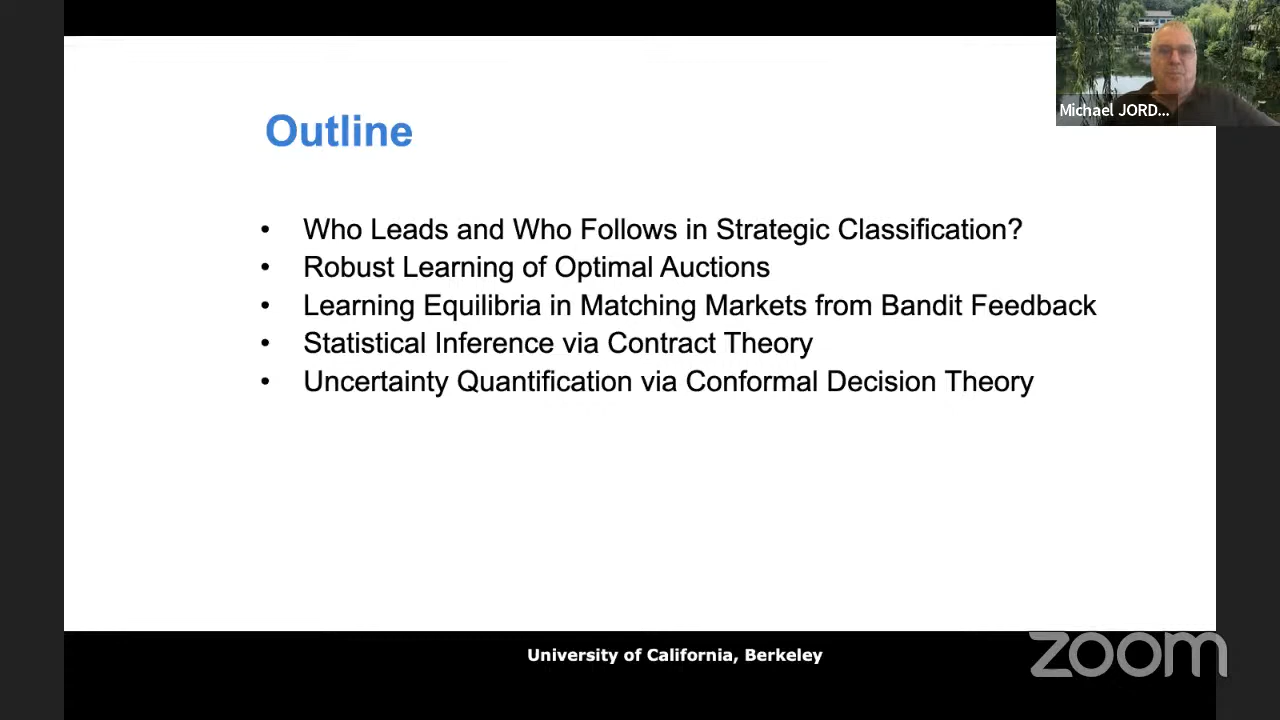 Michael JORD...
Outline
• Who Leads and Who Follows in Strategic Classification?
• Robust Learning of Optimal Auctions
• Learning Equilibria in Matching Markets from Bandit Feedback
• Statistical Inference via Contract Theory
• Uncertainty Quantification via Conformal Decision Theory
University of California, Berkeley
zoom